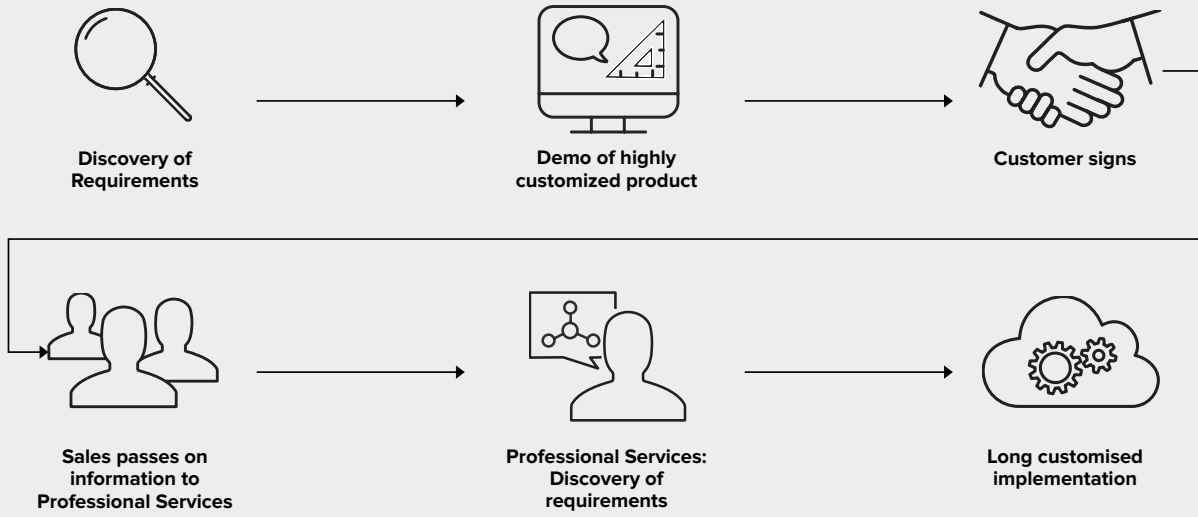 Discovery of
Requirements
Demo of highly
customized product
Customer signs
Sales passes on
information to
Professional Services
Professional Services:
Discovery of
requirements
Long customised
implementation